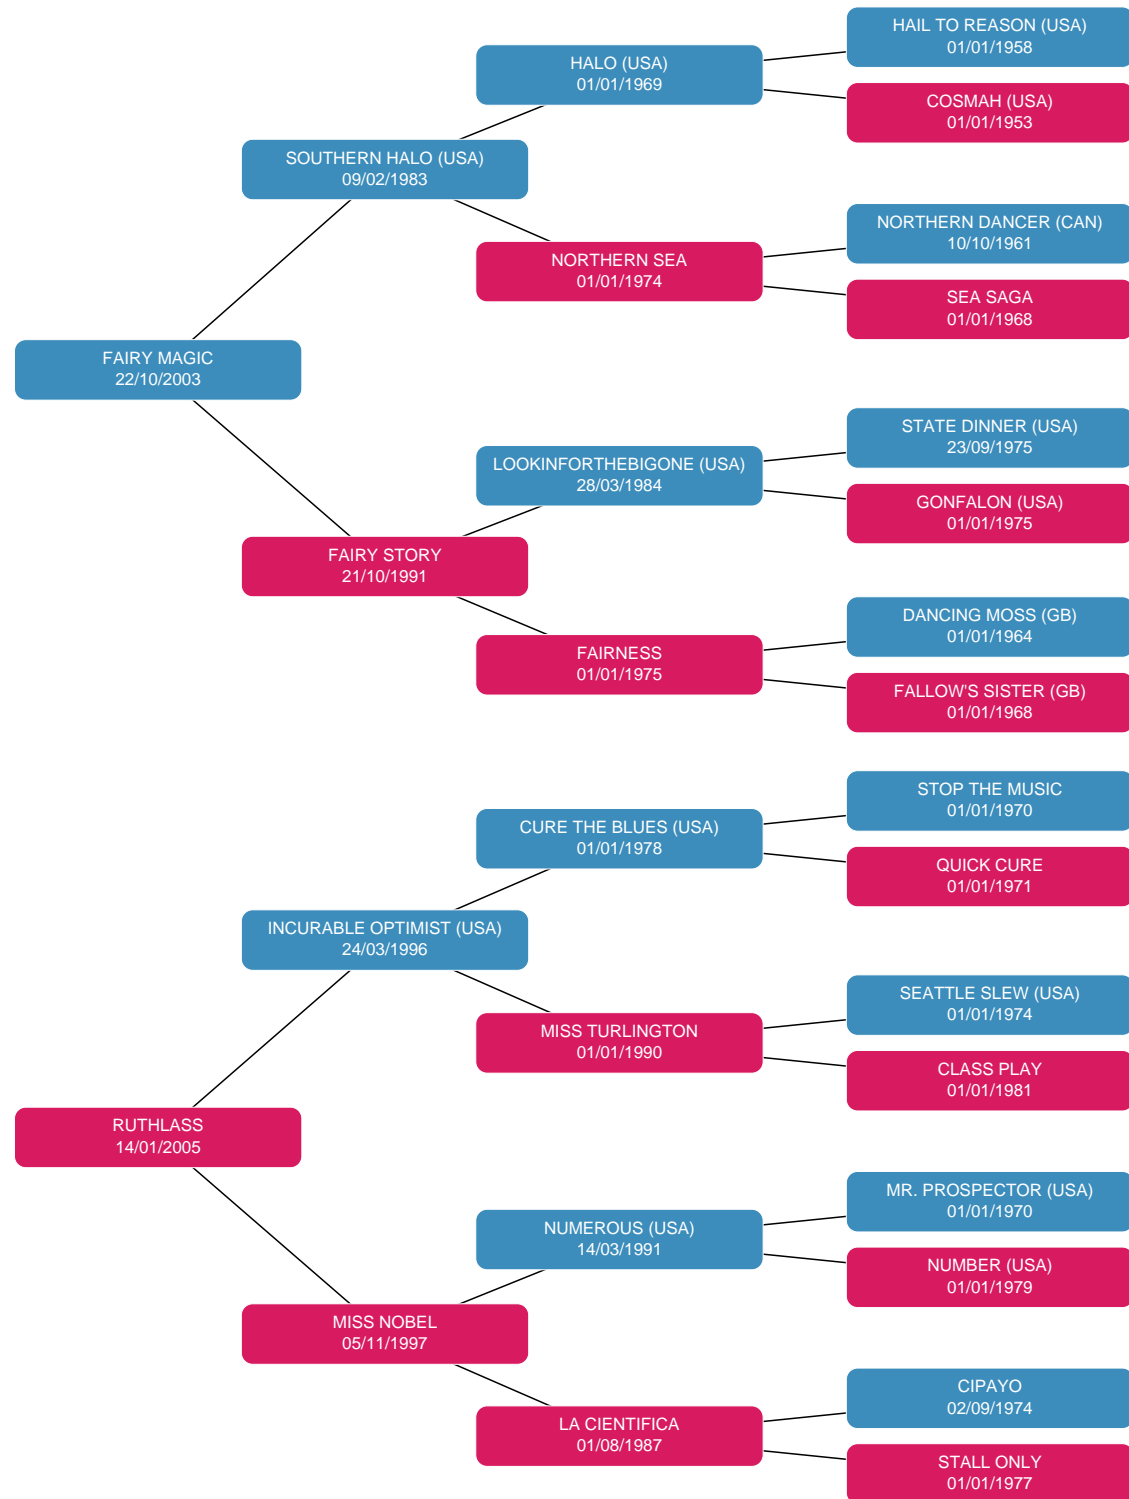 HAIL TO REASON (USA)
01/01/1958
HALO (USA)
01/01/1969
COSMAH (USA)
01/01/1953
SOUTHERN HALO (USA)
09/02/1983
NORTHERN DANCER (CAN)
10/10/1961
NORTHERN SEA
01/01/1974
SEA SAGA
01/01/1968
FAIRY MAGIC
22/10/2003
STATE DINNER (USA)
23/09/1975
LOOKINFORTHEBIGONE (USA)
28/03/1984
GONFALON (USA)
01/01/1975
FAIRY STORY
21/10/1991
DANCING MOSS (GB)
01/01/1964
FAIRNESS
01/01/1975
FALLOW'S SISTER (GB)
01/01/1968
STOP THE MUSIC
01/01/1970
CURE THE BLUES (USA)
01/01/1978
QUICK CURE
01/01/1971
INCURABLE OPTIMIST (USA)
24/03/1996
SEATTLE SLEW (USA)
01/01/1974
MISS TURLINGTON
01/01/1990
CLASS PLAY
01/01/1981
RUTHLASS
14/01/2005
MR. PROSPECTOR (USA)
01/01/1970
NUMEROUS (USA)
14/03/1991
NUMBER (USA)
01/01/1979
MISS NOBEL
05/11/1997
CIPAYO
02/09/1974
LA CIENTIFICA
01/08/1987
STALL ONLY
01/01/1977